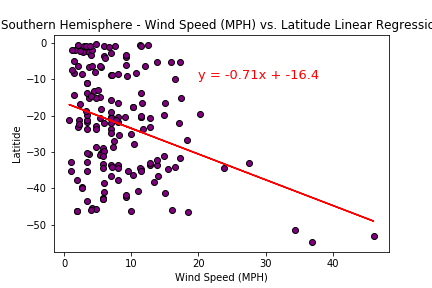 Southern Hemisphere - Wind Speed (MPH) vs. Latitude Linear Regressio
0
−10
−20
−30
−40
−50
Latitide
y = -0.71x + -16.4
0 10 20 30 40
Wind Speed (MPH)